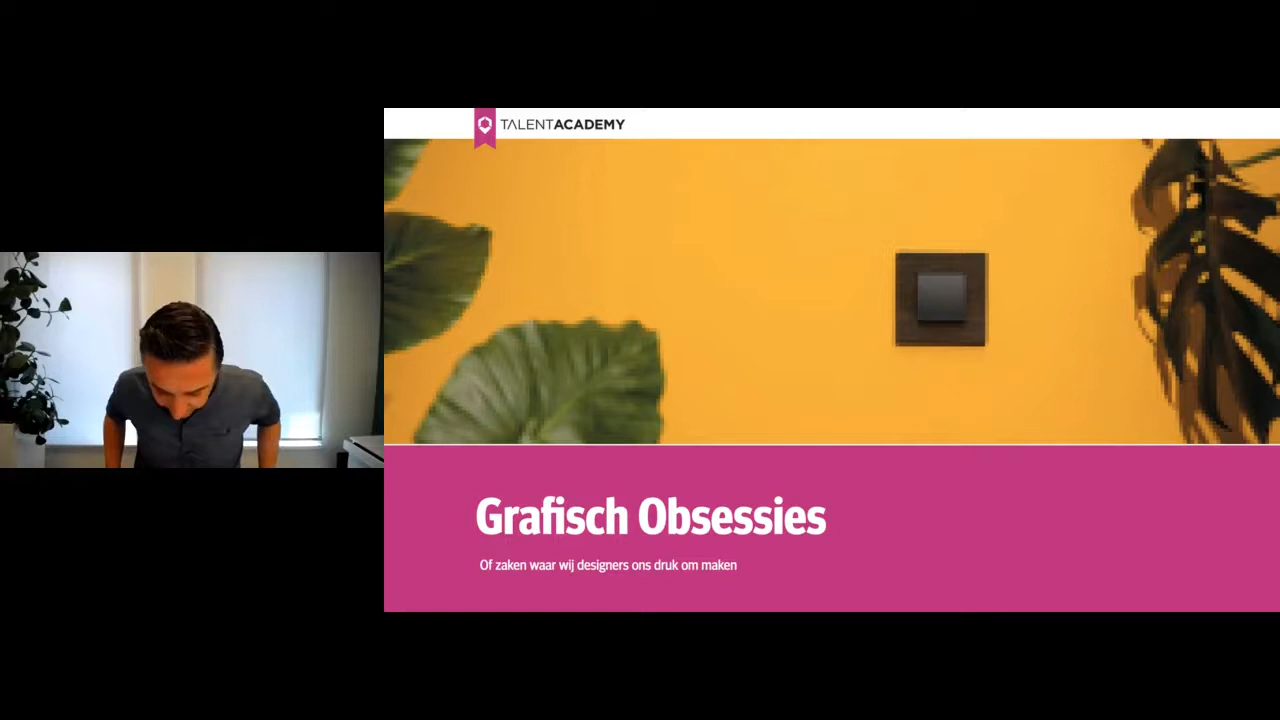 TALENTACADEMY
Grafisch Obsessies
Of zaken waar wij designers ons druk om maken